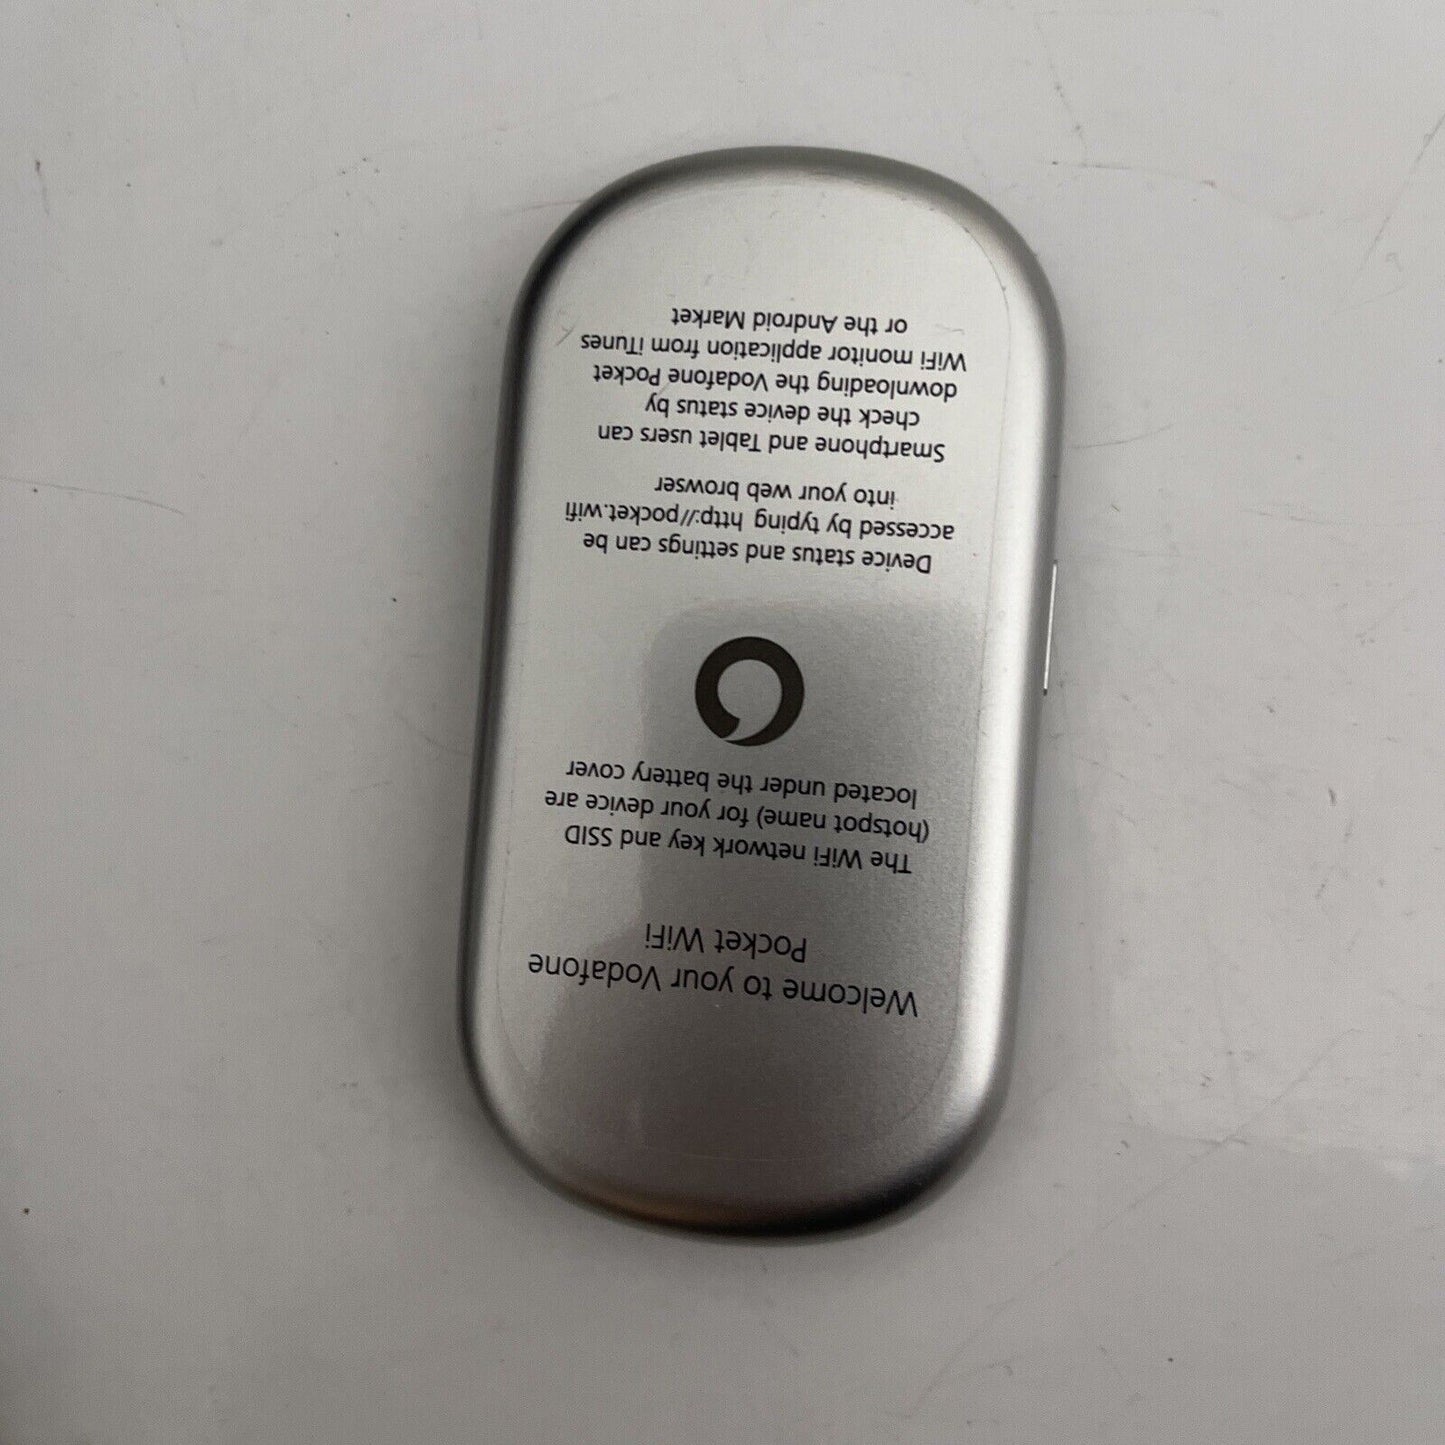 Welcome to your Vodafone
Pocket WiFi
The WiFi network key and SSID
(hotspot name) for your device are
located under the battery cover
Device status and settings can be
accessed by typing http://pocket.wifi
into your web browser
Smartphone and Tablet users can
check the device status by
downloading the Vodafone Pocket
WiFi monitor application from iTunes
or the Android Market